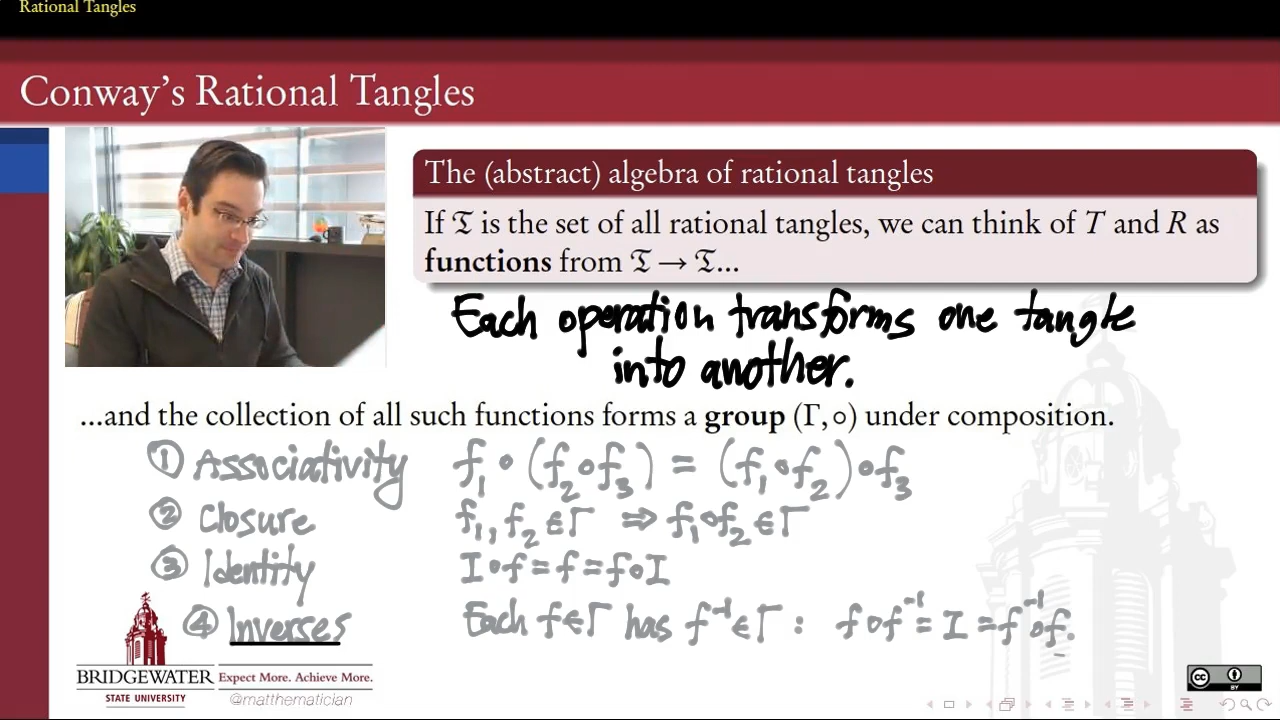 Rational Tangles
Conway's Rational Tangles
The (abstract) algebra of rational tangles
If 𝔗 is the set of all rational tangles, we can think of T and R as
functions from 𝔗 → 𝔗...
Each operation transforms one tangle
into another.
...and the collection of all such functions forms a group (Γ, ∘) under composition.
① Associativity f₁ ∘ (f₂∘f₃) = (f₁∘f₂)∘f₃
② Closure f₁, f₂ ∈ Γ ⇒ f₁∘f₂ ∈ Γ
③ Identity I∘f = f = f∘I
④ Inverses Each f∈Γ has f⁻¹∈Γ : f∘f⁻¹ = I = f⁻¹∘f.
BRIDGEWATER
STATE UNIVERSITY
Expect More. Achieve More.
@matthematician
cc BY